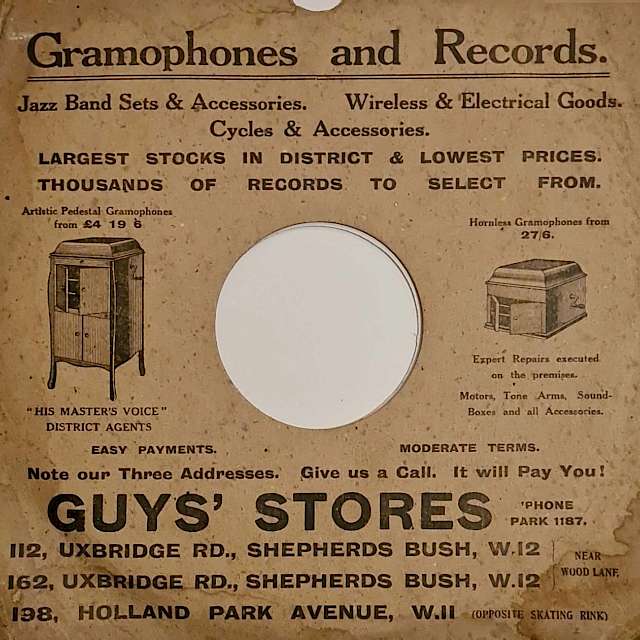 Gramophones and Records.
Jazz Band Sets & Accessories. Wireless & Electrical Goods.
Cycles & Accessories.
LARGEST STOCKS IN DISTRICT & LOWEST PRICES.
THOUSANDS OF RECORDS TO SELECT FROM.
Artistic Pedestal Gramophones
from £4 19 6
Hornless Gramophones from
27/6.
"HIS MASTER'S VOICE"
DISTRICT AGENTS
Expert Repairs executed
on the premises.
Motors, Tone Arms, Sound-
Boxes and all Accessories.
EASY PAYMENTS. MODERATE TERMS.
Note our Three Addresses. Give us a Call. It will Pay You!
GUYS' STORES
'PHONE
PARK 1187.
112, UXBRIDGE RD., SHEPHERDS BUSH, W.12
162, UXBRIDGE RD., SHEPHERDS BUSH, W.12
NEAR
WOOD LANE
198, HOLLAND PARK AVENUE, W.11 (OPPOSITE SKATING RINK)